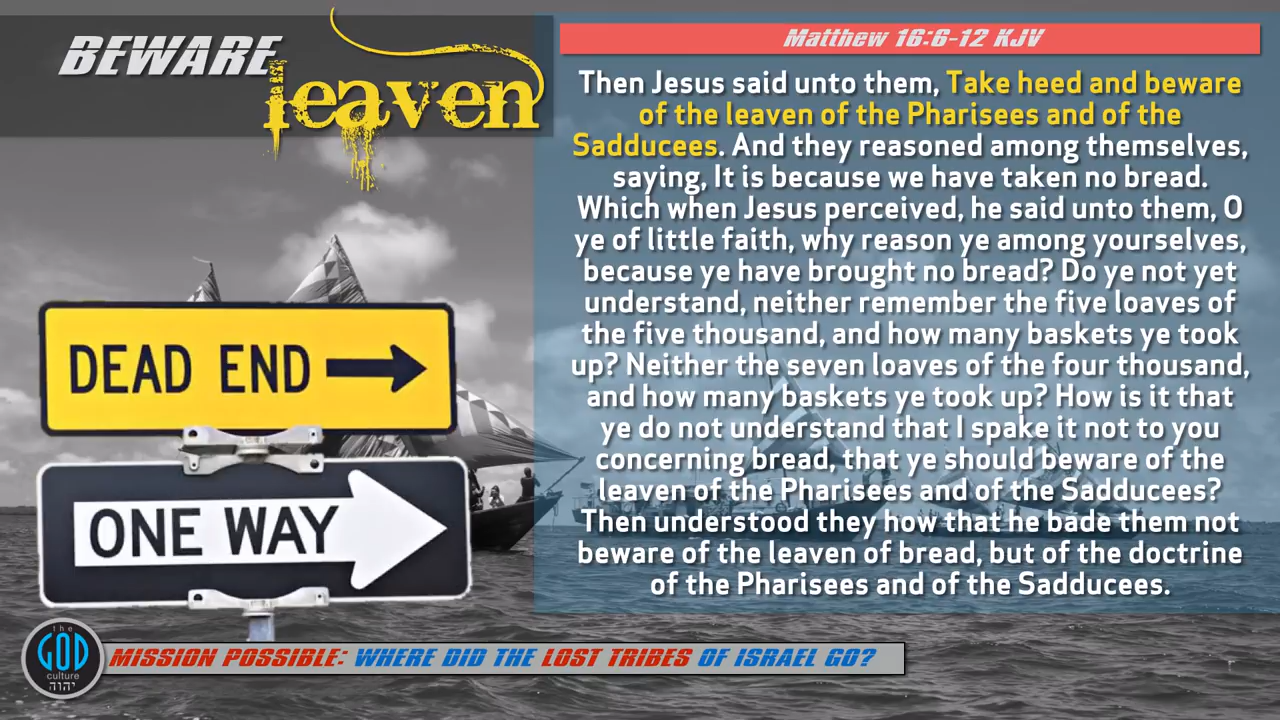 BEWARE
leaven
Matthew 16:6-12 KJV
Then Jesus said unto them, Take heed and beware
of the leaven of the Pharisees and of the
Sadducees. And they reasoned among themselves,
saying, It is because we have taken no bread.
Which when Jesus perceived, he said unto them, O
ye of little faith, why reason ye among yourselves,
because ye have brought no bread? Do ye not yet
understand, neither remember the five loaves of
the five thousand, and how many baskets ye took
up? Neither the seven loaves of the four thousand,
and how many baskets ye took up? How is it that
ye do not understand that I spake it not to you
concerning bread, that ye should beware of the
leaven of the Pharisees and of the Sadducees?
Then understood they how that he bade them not
beware of the leaven of bread, but of the doctrine
of the Pharisees and of the Sadducees.
DEAD END
ONE WAY
the
GOD
culture
יהוה
MISSION POSSIBLE: WHERE DID THE LOST TRIBES OF ISRAEL GO?